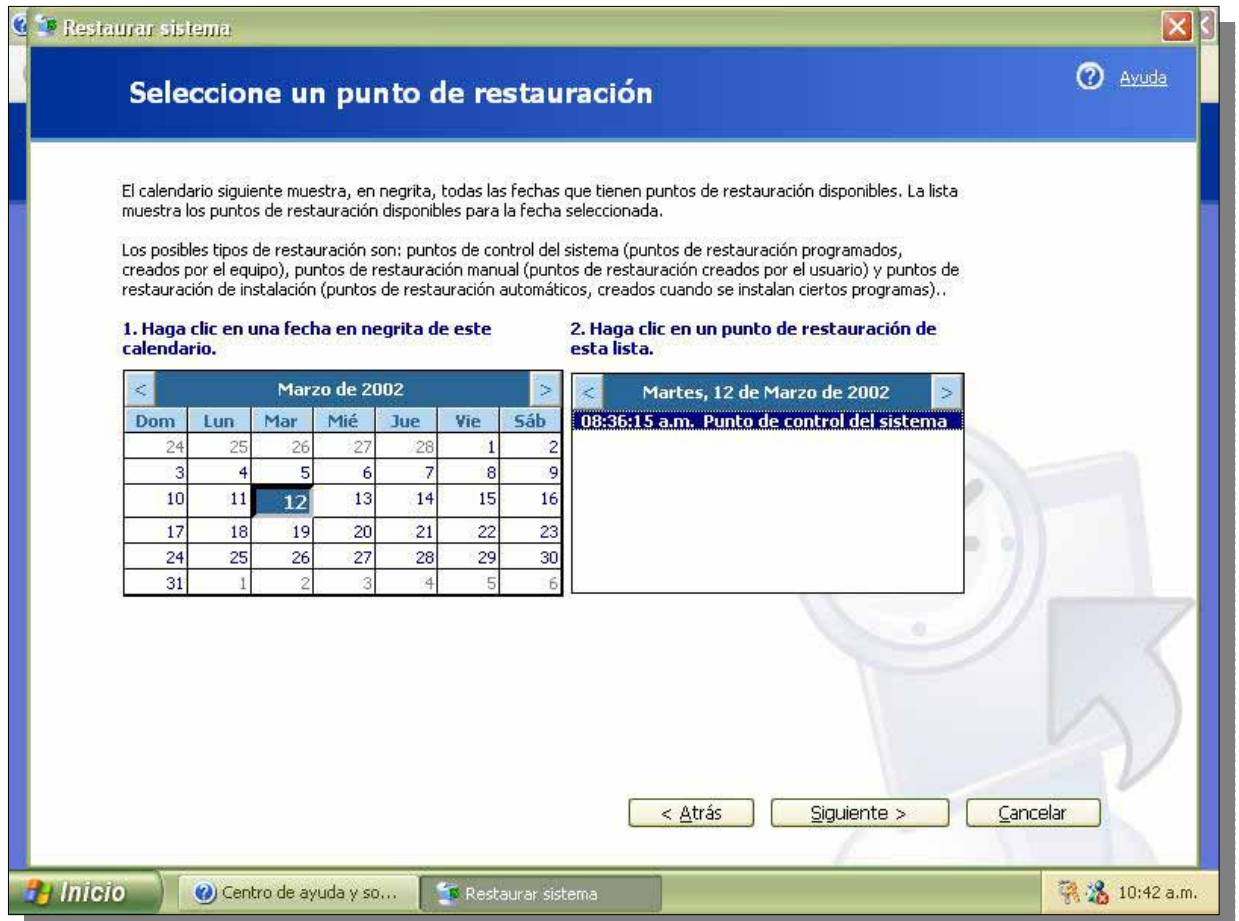 Restaurar sistema
Seleccione un punto de restauración
Ayuda
El calendario siguiente muestra, en negrita, todas las fechas que tienen puntos de restauración disponibles. La lista
muestra los puntos de restauración disponibles para la fecha seleccionada.
Los posibles tipos de restauración son: puntos de control del sistema (puntos de restauración programados,
creados por el equipo), puntos de restauración manual (puntos de restauración creados por el usuario) y puntos de
restauración de instalación (puntos de restauración automáticos, creados cuando se instalan ciertos programas)..
1. Haga clic en una fecha en negrita de este
calendario.
< Marzo de 2002 >
Dom Lun Mar Mié Jue Vie Sáb
24 25 26 27 28 1 2
3 4 5 6 7 8 9
10 11 12 13 14 15 16
17 18 19 20 21 22 23
24 25 26 27 28 29 30
31 1 2 3 4 5 6
2. Haga clic en un punto de restauración de
esta lista.
< Martes, 12 de Marzo de 2002 >
08:36:15 a.m. Punto de control del sistema
< Atrás
Siguiente >
Cancelar
Inicio
Centro de ayuda y so...
Restaurar sistema
10:42 a.m.